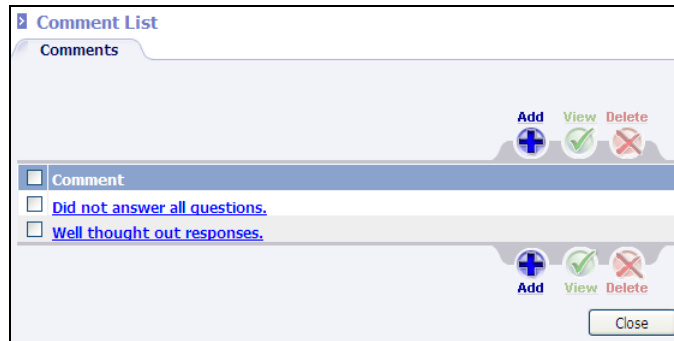 Comment List
Comments
Add View Delete
Comment
Did not answer all questions.
Well thought out responses.
Add View Delete
Close